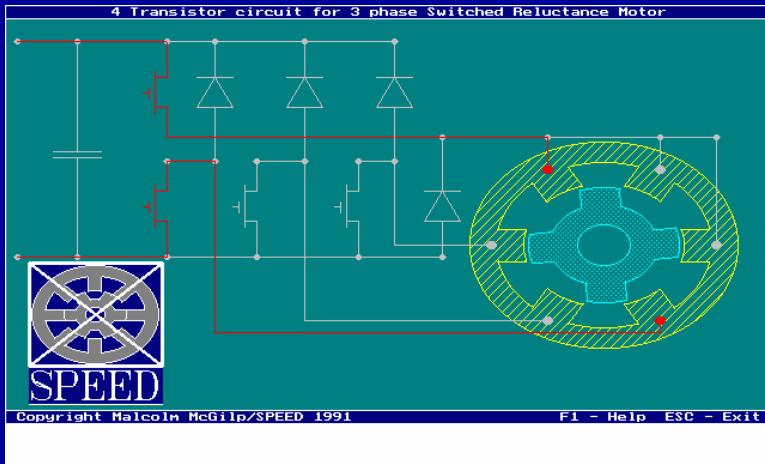 4 Transistor circuit for 3 phase Switched Reluctance Motor
SPEED
Copyright Malcolm McGilp/SPEED 1991 F1 - Help ESC - Exit